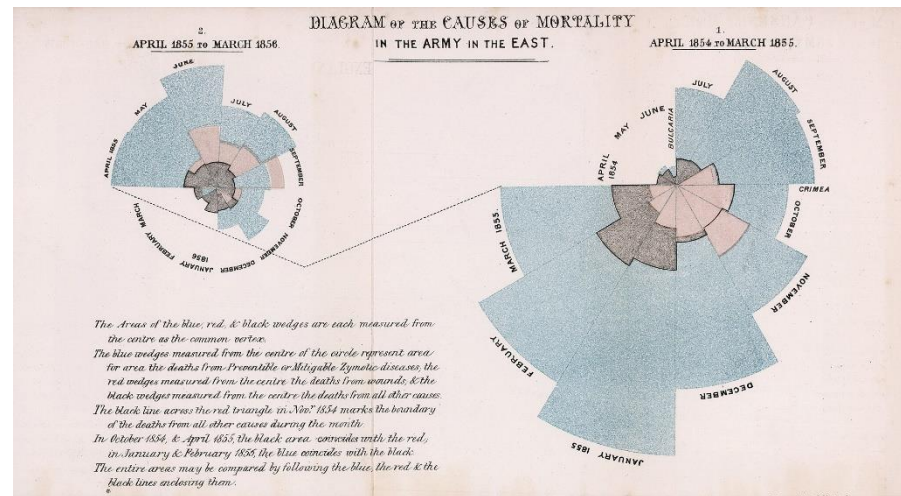 DIAGRAM OF THE CAUSES OF MORTALITY
IN THE ARMY IN THE EAST.
2.
APRIL 1855 TO MARCH 1856.
1.
APRIL 1854 TO MARCH 1855.
APRIL 1855
MAY
JUNE
JULY
AUGUST
SEPTEMBER
OCTOBER
NOVEMBER
DECEMBER
JANUARY
1856
FEBRUARY
MARCH
APRIL
1854
MAY
JUNE
BULGARIA
JULY
AUGUST
SEPTEMBER
CRIMEA
OCTOBER
NOVEMBER
DECEMBER
JANUARY 1855
FEBRUARY
MARCH 1855.
The Areas of the blue, red, & black wedges are each measured from
the centre as the common vertex.
The blue wedges measured from the centre of the circle represent area
for area the deaths from Preventible or Mitigable Zymotic diseases, the
red wedges measured from the centre the deaths from wounds, & the
black wedges measured from the centre the deaths from all other causes.
The black line across the red triangle in Novr. 1854 marks the boundary
of the deaths from all other causes during the month.
In October 1854, & April 1855, the black area coincides with the red,
in January & February 1856, the blue coincides with the black.
The entire areas may be compared by following the blue, the red & the
black lines enclosing them.